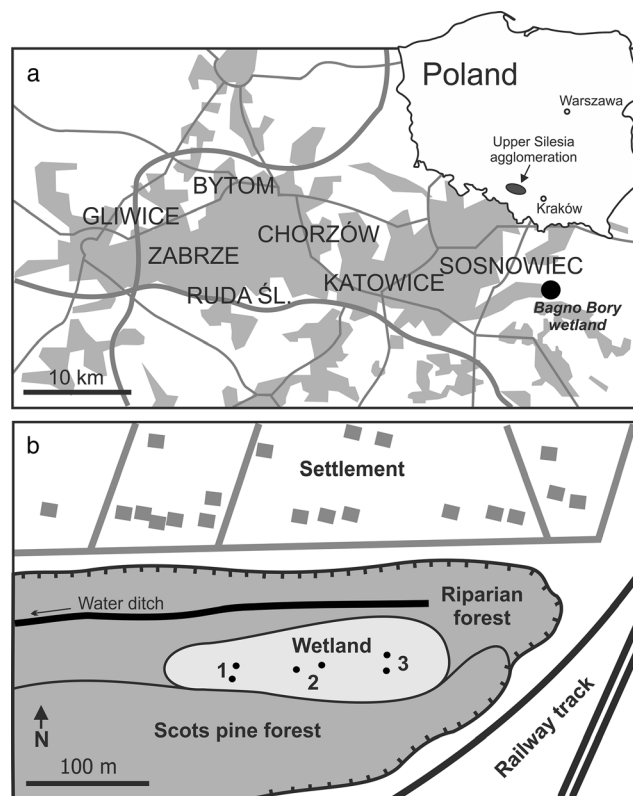 a
Poland
Warszawa
Upper Silesia
agglomeration
Kraków
BYTOM
GLIWICE
CHORZÓW
ZABRZE
SOSNOWIEC
KATOWICE
RUDA ŚL.
Bagno Bory
wetland
10 km
b
Settlement
Water ditch
Riparian
forest
Wetland
1
2
3
Scots pine forest
N
Railway track
100 m